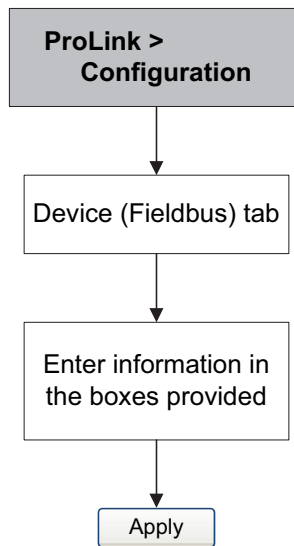 ProLink >
Configuration
Device (Fieldbus) tab
Enter information in
the boxes provided
Apply